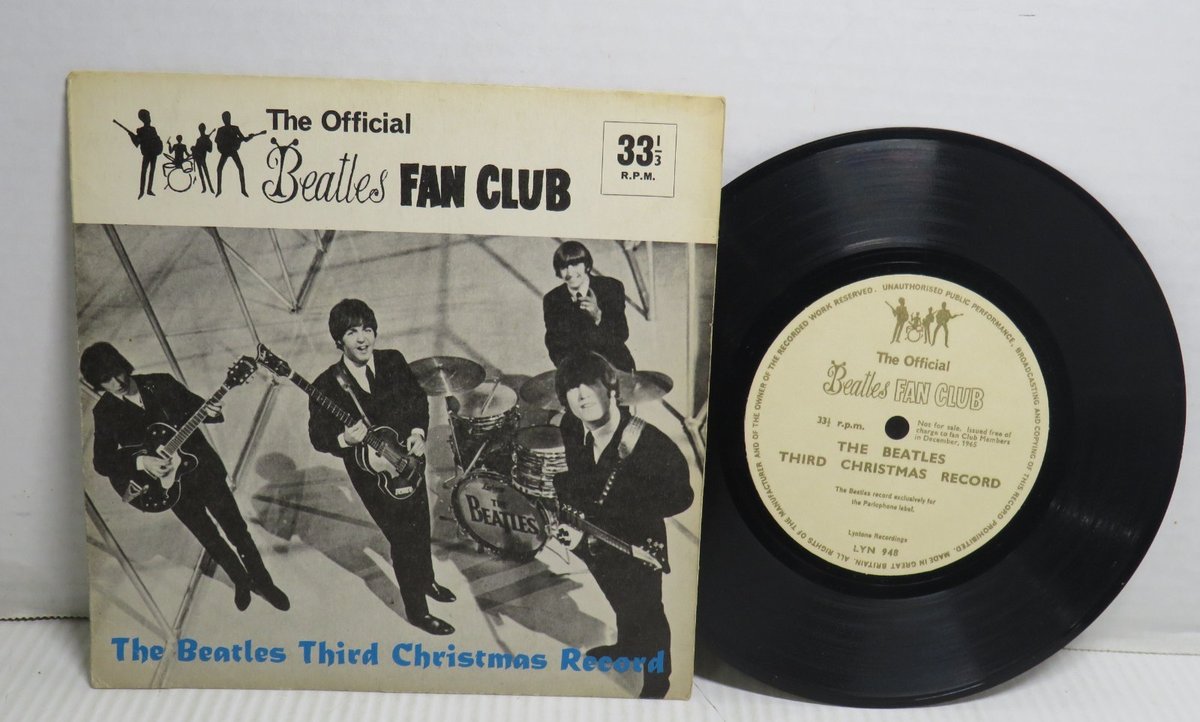 The Official
Beatles FAN CLUB
33 1/3
R.P.M.
THE
BEATLES
The Beatles Third Christmas Record
ALL RIGHTS OF THE MANUFACTURER AND OF THE OWNER OF THE RECORDED WORK RESERVED. UNAUTHORISED PUBLIC PERFORMANCE, BROADCASTING AND COPYING OF THIS RECORD PROHIBITED. MADE IN GREAT BRITAIN.
The Official
Beatles FAN CLUB
33⅓ r.p.m.
Not for sale. Issued free of
charge to fan Club Members
in December, 1965
THE BEATLES
THIRD CHRISTMAS RECORD
The Beatles record exclusively for
the Parlophone label.
Lyntone Recordings
LYN 948